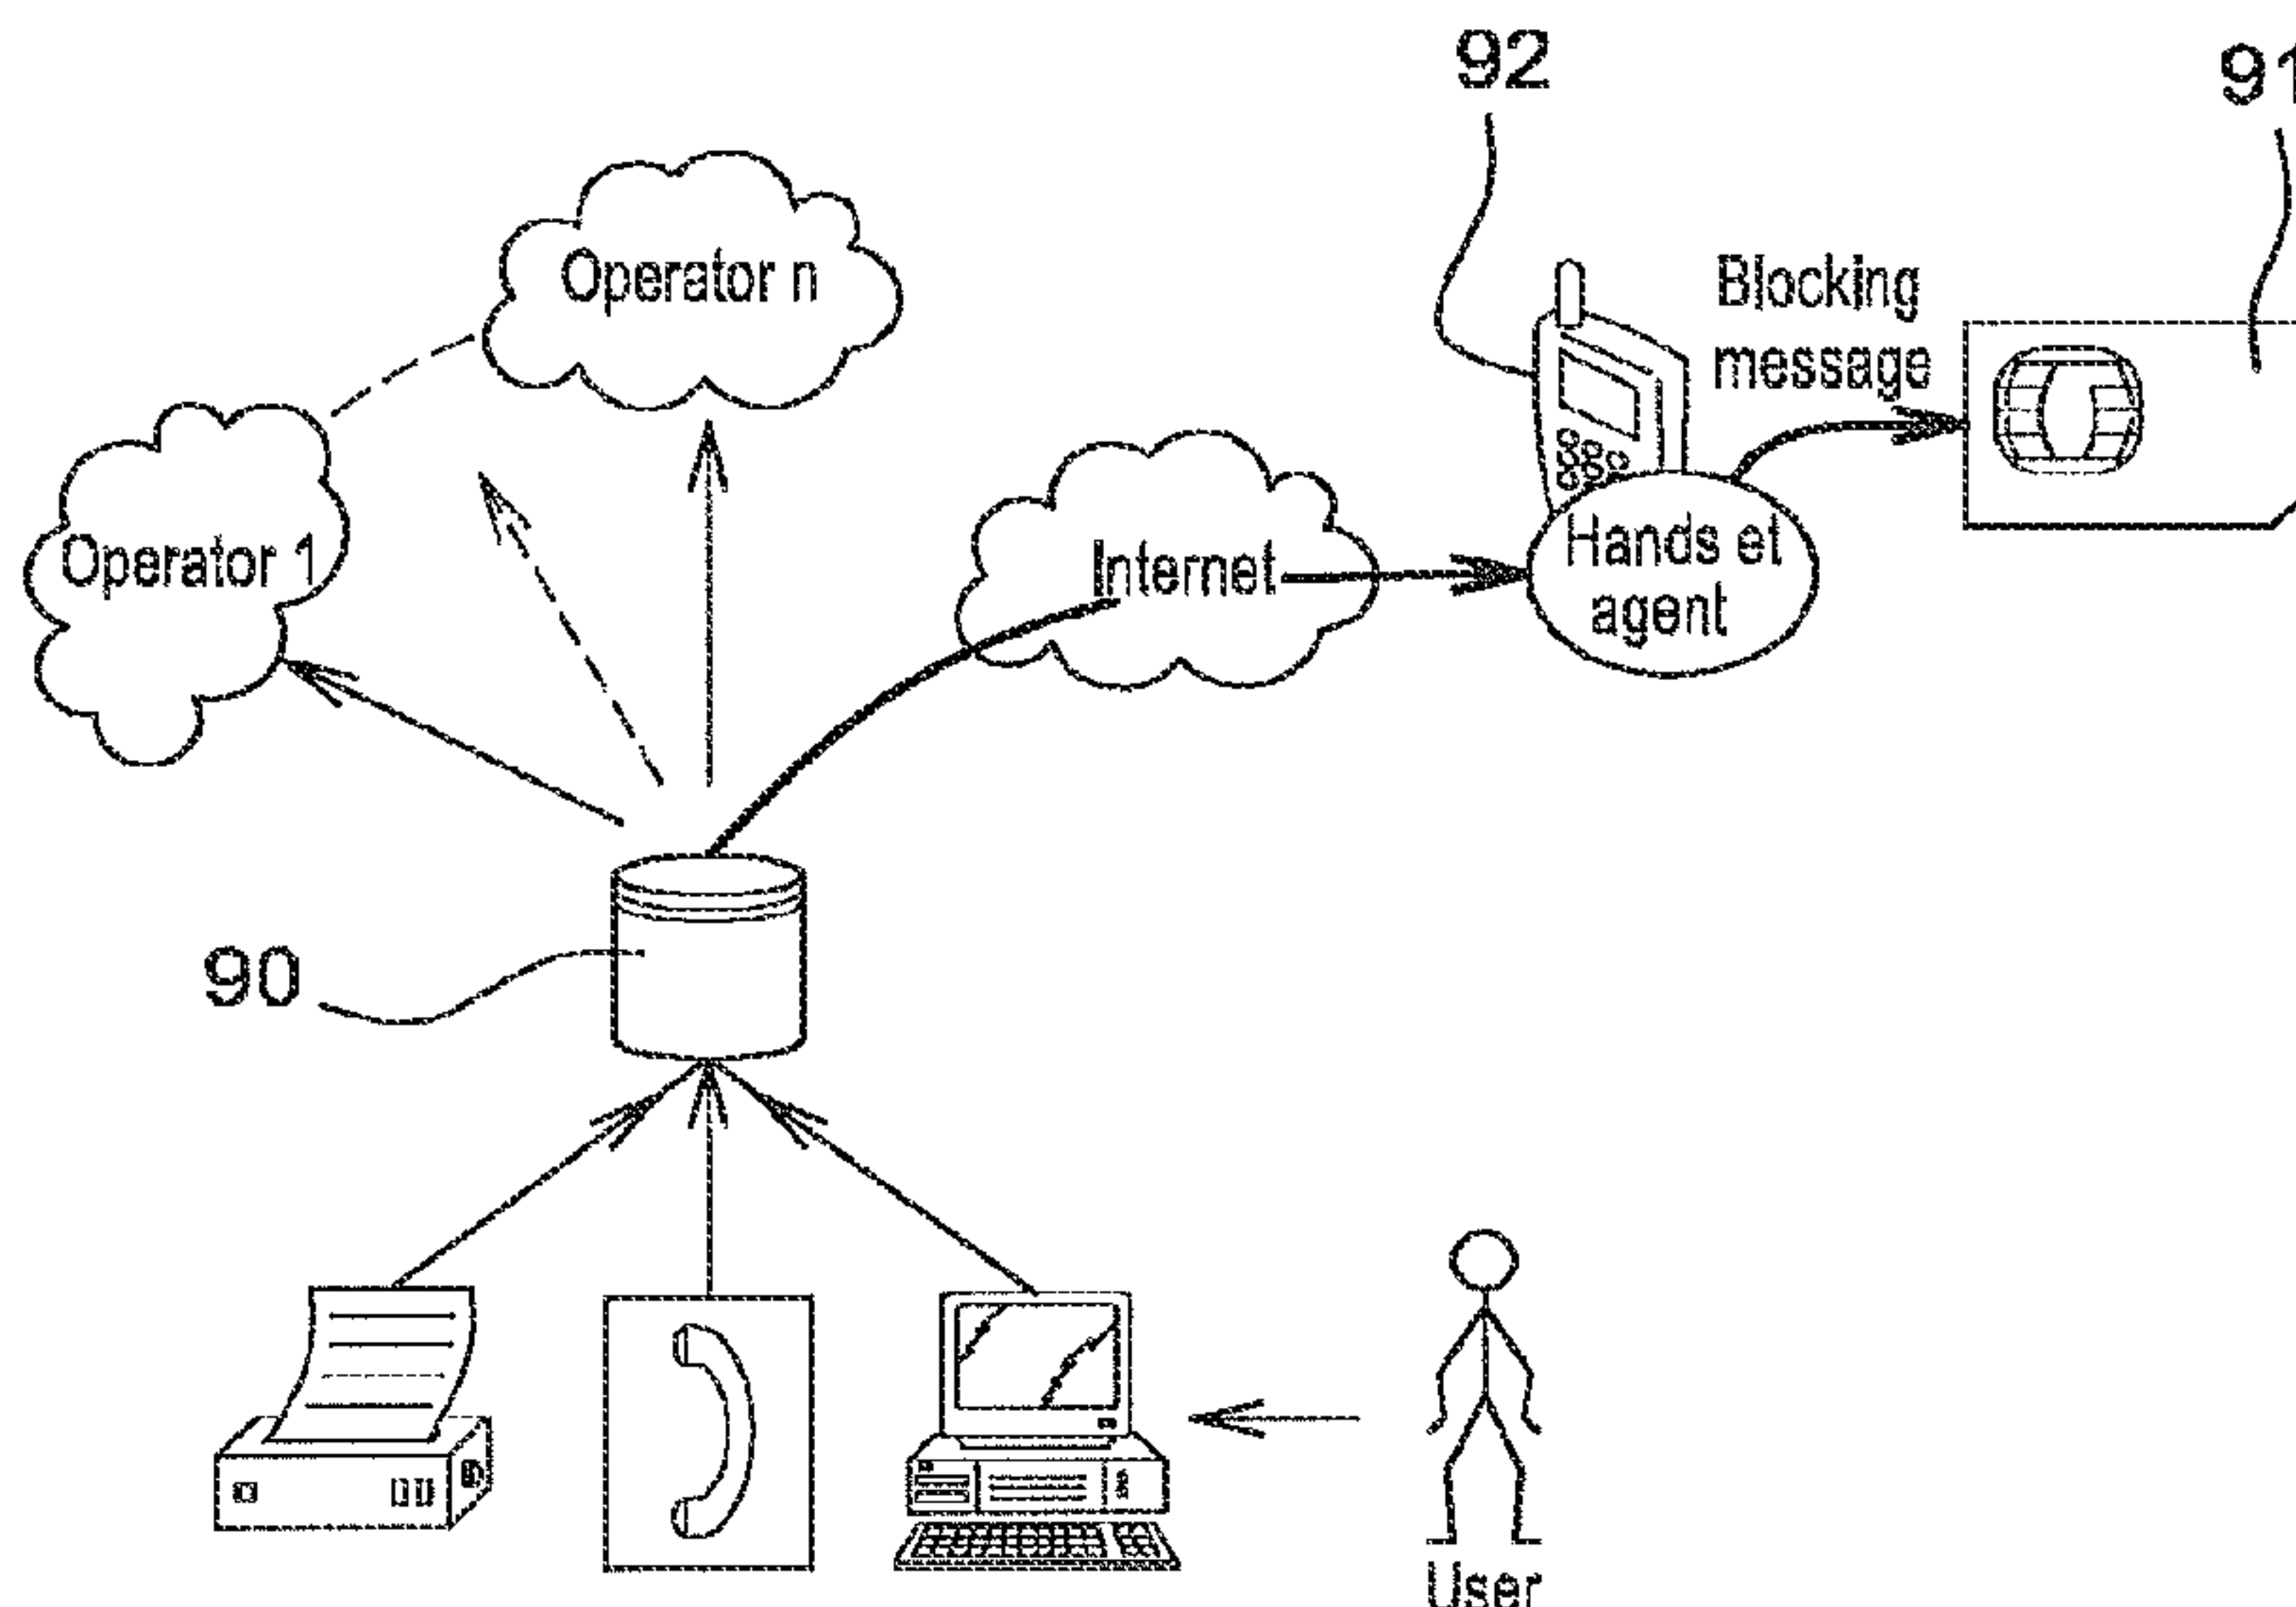 92
91
Operator n
Blocking
message
Operator 1
Internet
Hands et
agent
90
User